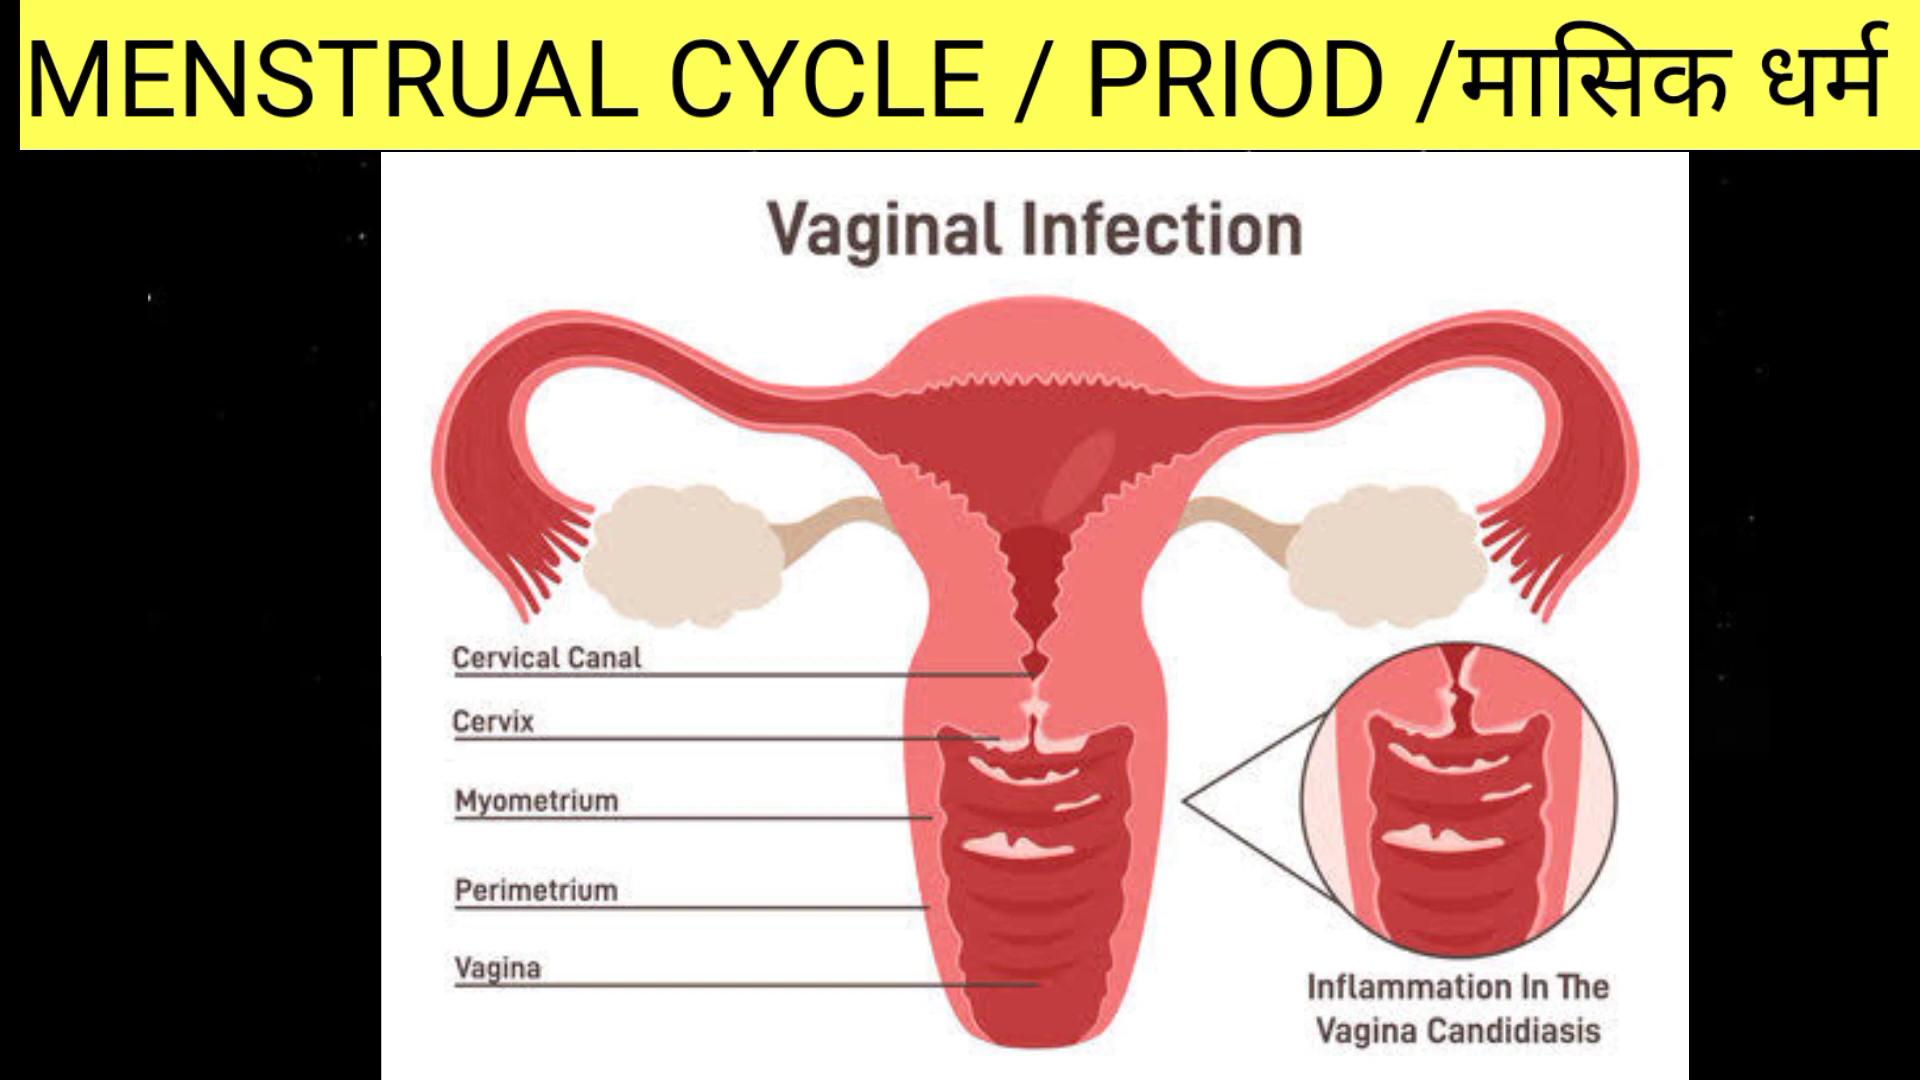 MENSTRUAL CYCLE / PRIOD /मासिक धर्म
Vaginal Infection
Cervical Canal
Cervix
Myometrium
Perimetrium
Vagina
Inflammation In The
Vagina Candidiasis